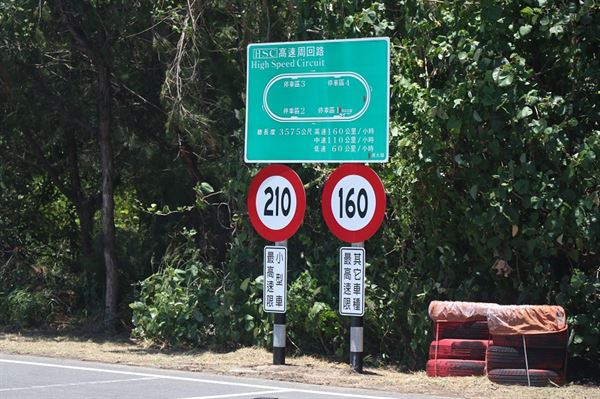 HSC 高速周回路
High Speed Circuit
停車區3 停車區4
停車區2 停車區1
總長度 3575公尺 高速160公里/小時
中速110公里/小時
低速 60公里/小時
210
160
小型車
最高速限
其它車種
最高速限